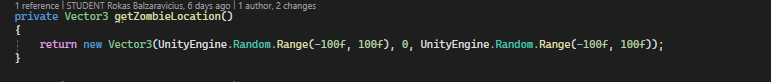 1 reference | STUDENT Rokas Balzaravicius, 6 days ago | 1 author, 2 changes
private Vector3 getZombieLocation()
{
    return new Vector3(UnityEngine.Random.Range(-100f, 100f), 0, UnityEngine.Random.Range(-100f, 100f));
}